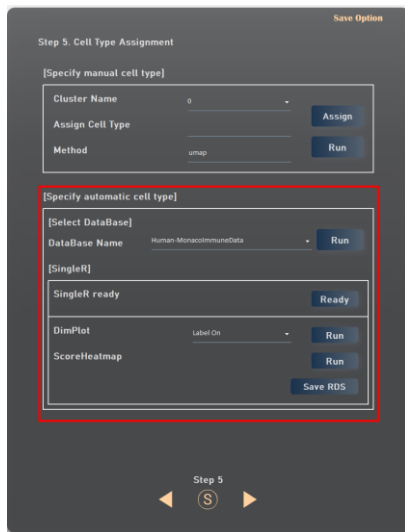 Save Option
Step 5. Cell Type Assignment
[Specify manual cell type]
Cluster Name 0
Assign
Assign Cell Type
Method umap Run
[Specify automatic cell type]
[Select DataBase]
DataBase Name Human-MonacoImmuneData Run
[SingleR]
SingleR ready Ready
DimPlot Label On Run
ScoreHeatmap Run
Save RDS
Step 5
S